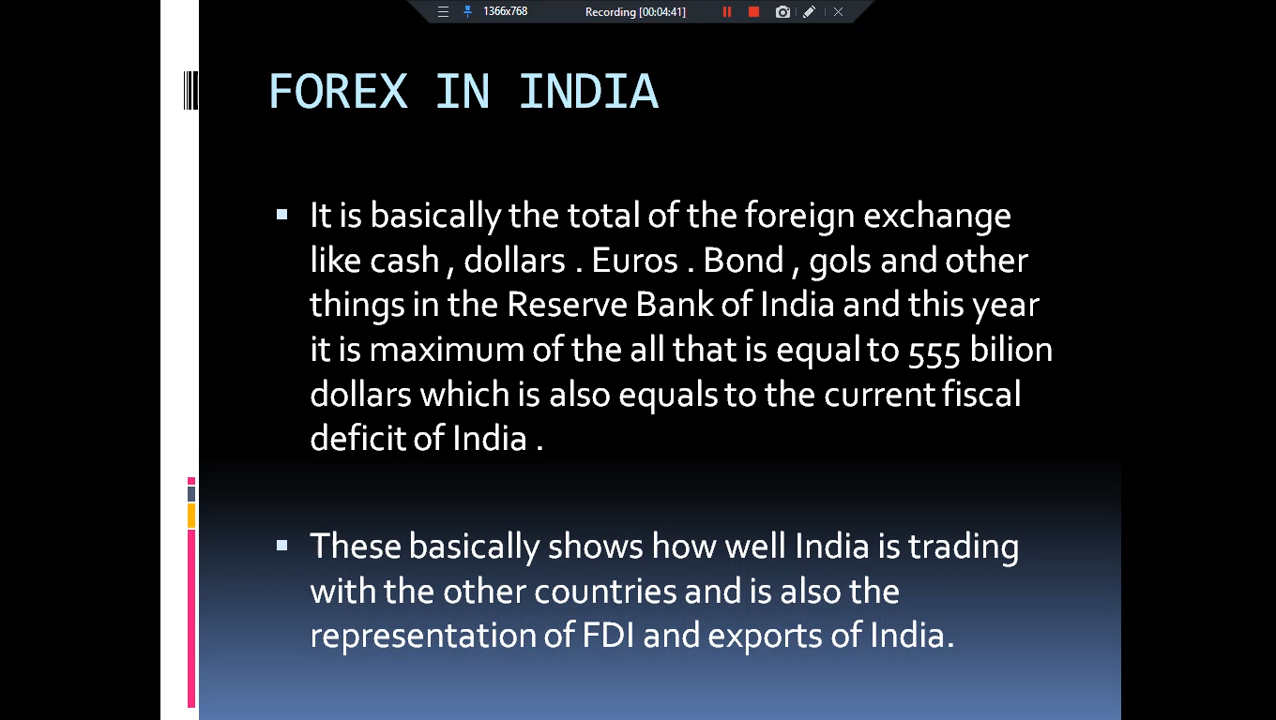 1366x768 Recording [00:04:41]
FOREX IN INDIA
It is basically the total of the foreign exchange
like cash , dollars . Euros . Bond , gols and other
things in the Reserve Bank of India and this year
it is maximum of the all that is equal to 555 bilion
dollars which is also equals to the current fiscal
deficit of India .
These basically shows how well India is trading
with the other countries and is also the
representation of FDI and exports of India.